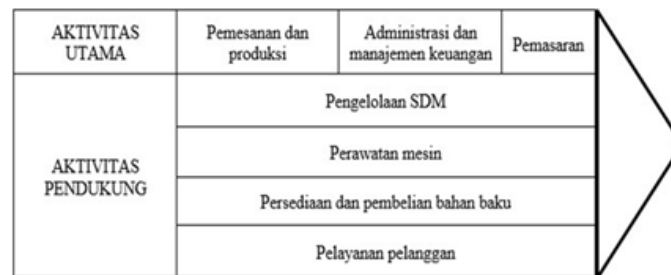 AKTIVITAS
UTAMA
Pemesanan dan
produksi
Administrasi dan
manajemen keuangan
Pemasaran
AKTIVITAS
PENDUKUNG
Pengelolaan SDM
Perawatan mesin
Persediaan dan pembelian bahan baku
Pelayanan pelanggan